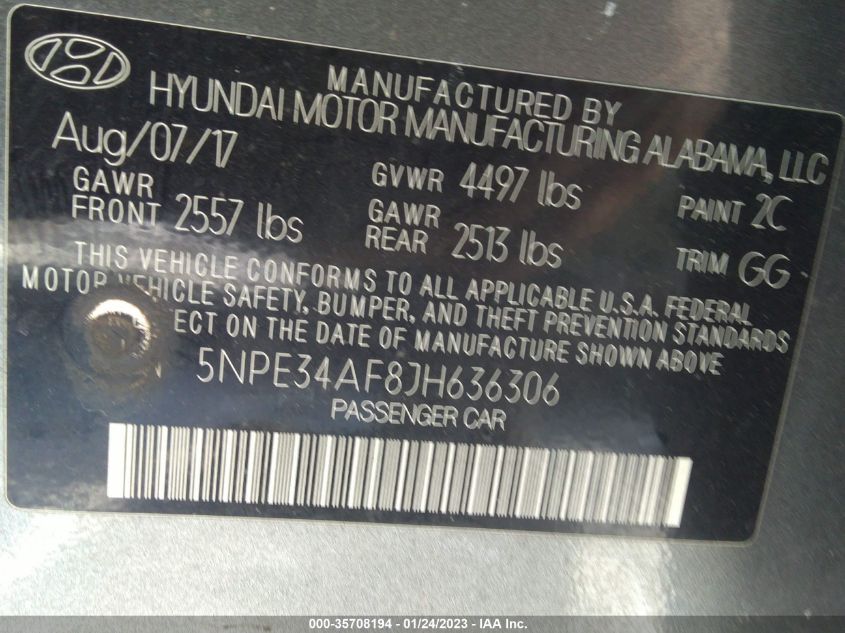 MANUFACTURED BY
HYUNDAI MOTOR MANUFACTURING ALABAMA, LLC
Aug/07/17
GAWR FRONT 2557 lbs
GVWR 4497 lbs
GAWR REAR 2513 lbs
PAINT 2C
TRIM GG
THIS VEHICLE CONFORMS TO ALL APPLICABLE U.S.A. FEDERAL
MOTOR VEHICLE SAFETY, BUMPER, AND THEFT PREVENTION STANDARDS
ECT ON THE DATE OF MANUFACTURE SHOWN ABOVE
5NPE34AF8JH636306
PASSENGER CAR
000-35708194 - 01/24/2023 - IAA Inc.